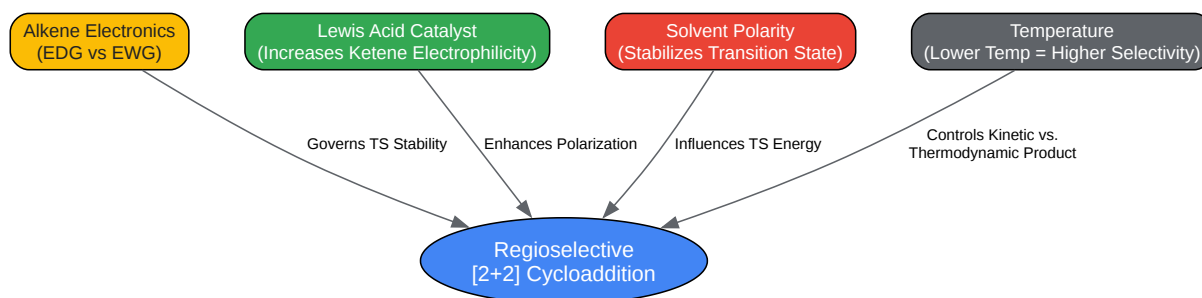 Alkene Electronics
(EDG vs EWG)
Lewis Acid Catalyst
(Increases Ketene Electrophilicity)
Solvent Polarity
(Stabilizes Transition State)
Temperature
(Lower Temp = Higher Selectivity)
Governs TS Stability
Enhances Polarization
Influences TS Energy
Controls Kinetic vs.
Thermodynamic Product
Regioselective
[2+2] Cycloaddition